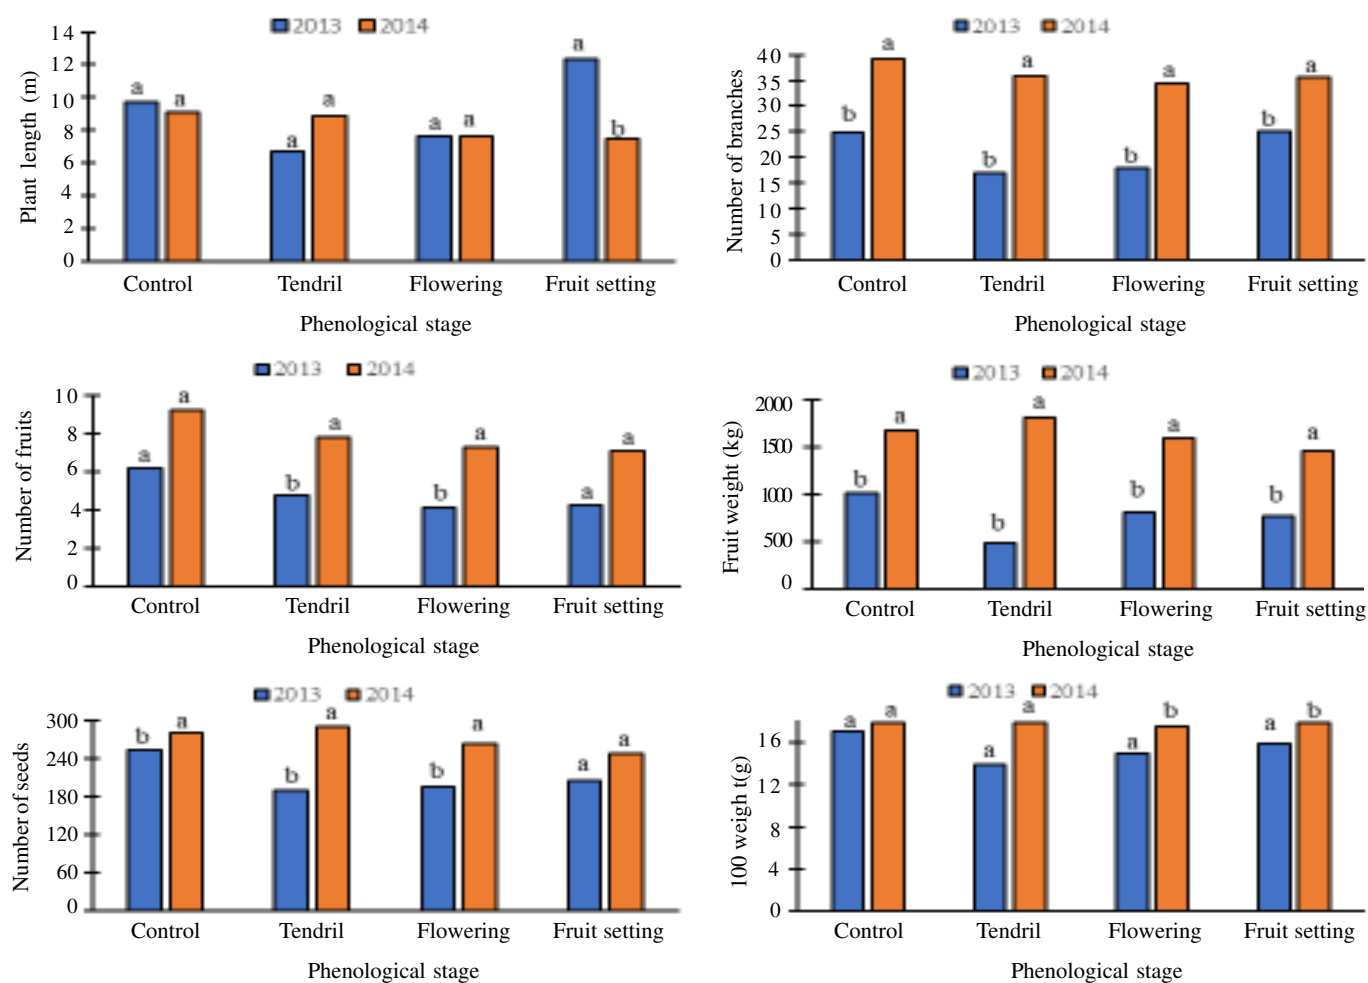 2013 2014
Plant length (m)
14
12
10
8
6
4
2
0
a a a a a a a b
Control Tendril Flowering Fruit setting
Phenological stage
2013 2014
Number of branches
40
35
30
25
20
15
10
5
0
b a b a b a b a
Control Tendril Flowering Fruit setting
Phenological stage
2013 2014
Number of fruits
10
8
6
4
2
0
a a b a b a a a
Control Tendril Flowering Fruit setting
Phenological stage
2013 2014
Fruit weight (kg)
2000
1500
1000
500
0
b a b a b a b a
Control Tendril Flowering Fruit setting
Phenological stage
2013 2014
Number of seeds
300
240
180
120
60
0
b a b a b a a a
Control Tendril Flowering Fruit setting
Phenological stage
2013 2014
100 weigh t(g)
16
12
8
4
0
a a a a a b a b
Control Tendril Flowering Fruit setting
Phenological stage